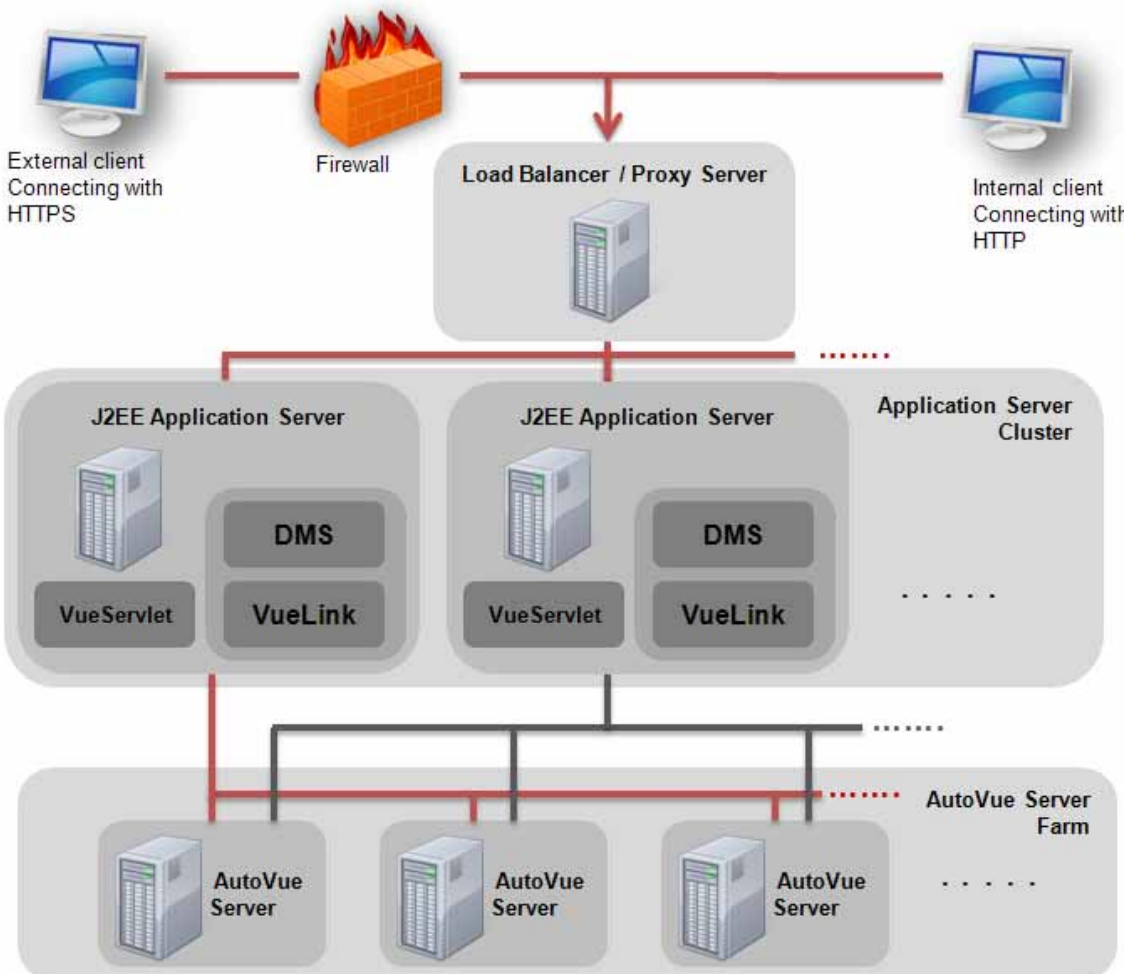 External client
Connecting with
HTTPS
Firewall
Load Balancer / Proxy Server
Internal client
Connecting with
HTTP
J2EE Application Server
J2EE Application Server
Application Server
Cluster
DMS
DMS
VueServlet
VueLink
VueServlet
VueLink
AutoVue Server
Farm
AutoVue
Server
AutoVue
Server
AutoVue
Server